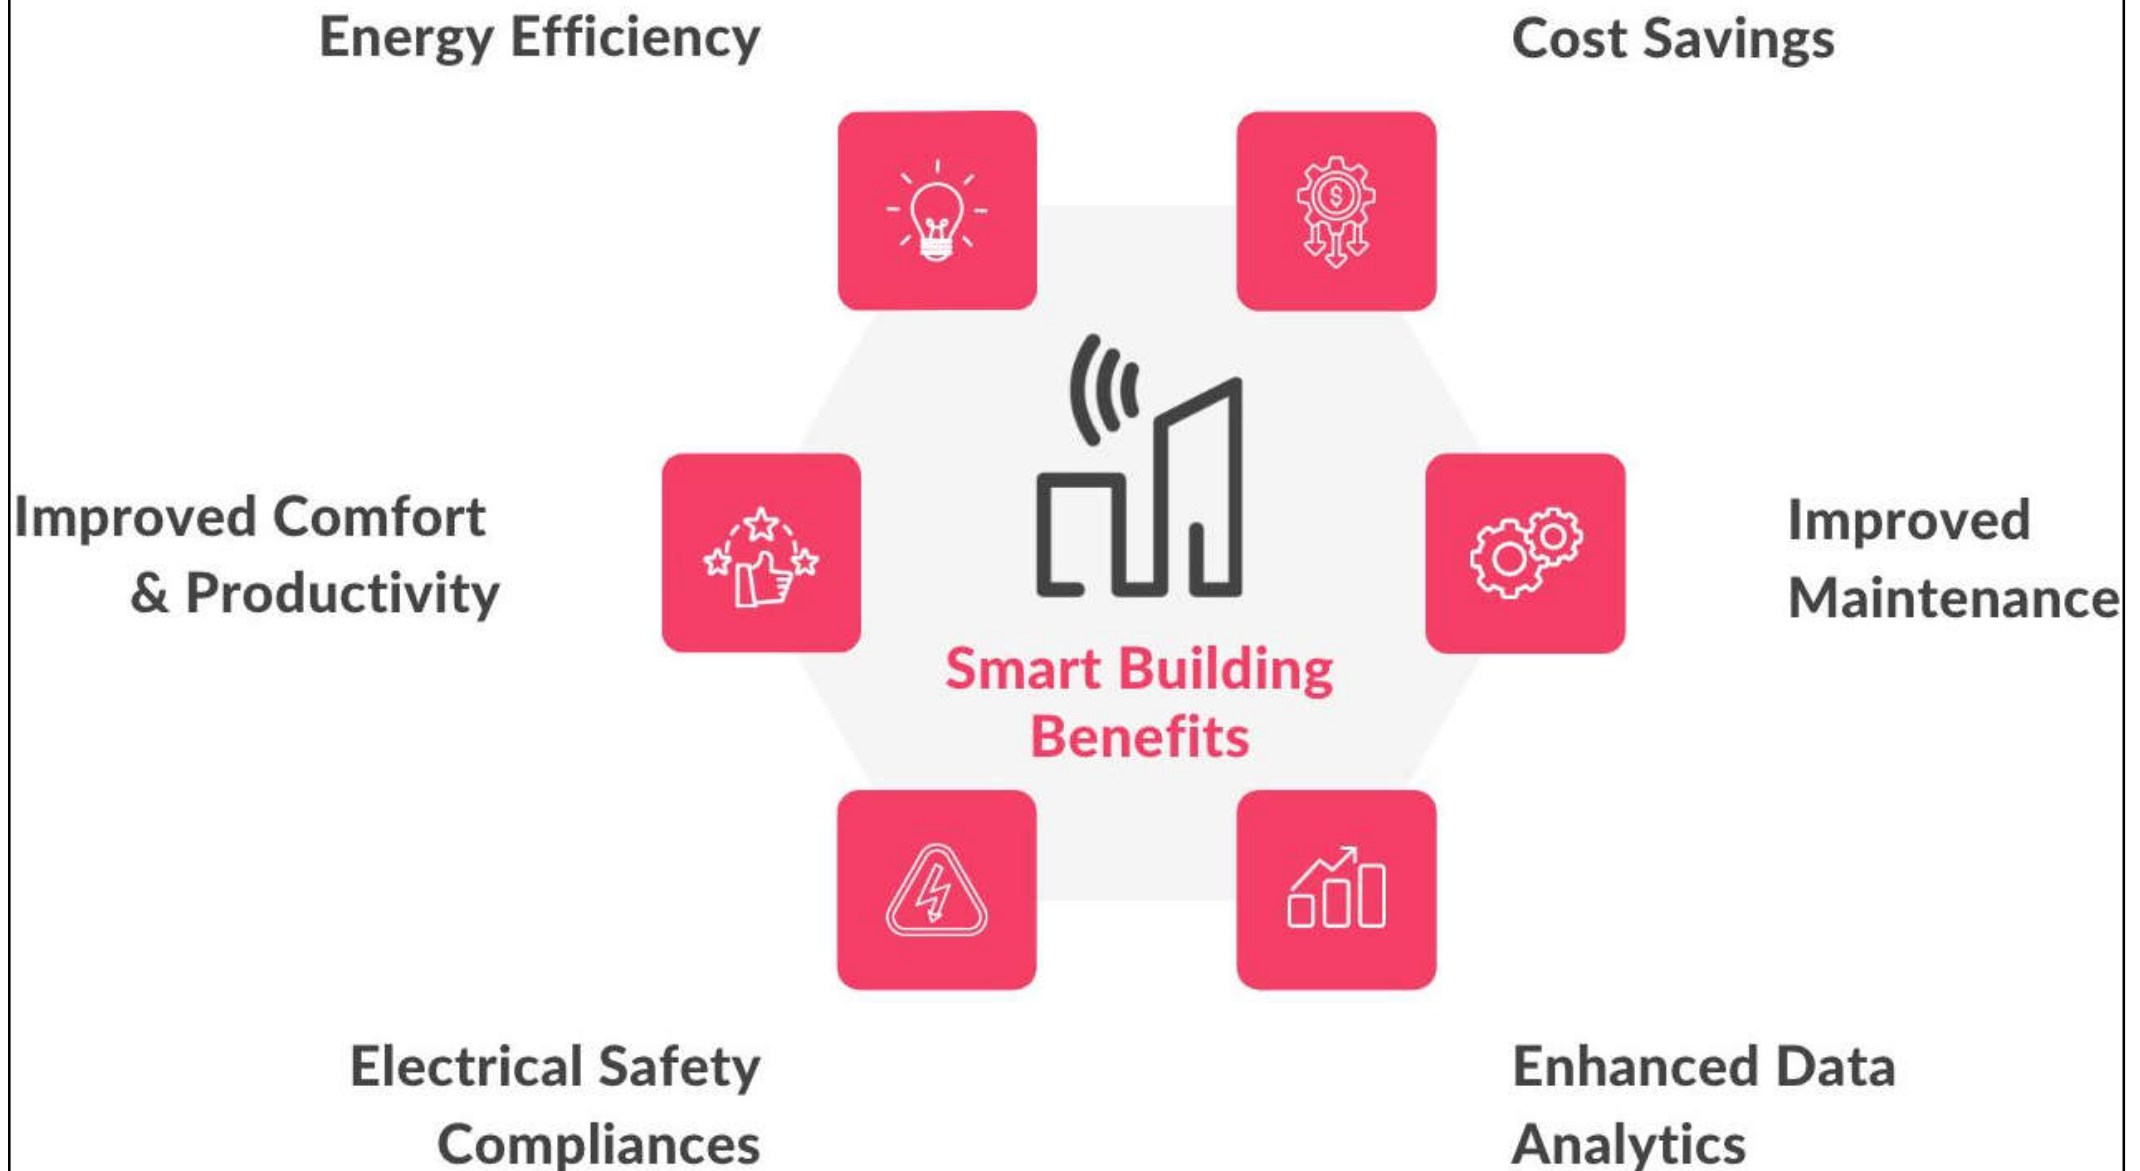 Energy Efficiency
Cost Savings
$
Improved Comfort
& Productivity
Improved
Maintenance
Smart Building
Benefits
Electrical Safety
Compliances
Enhanced Data
Analytics